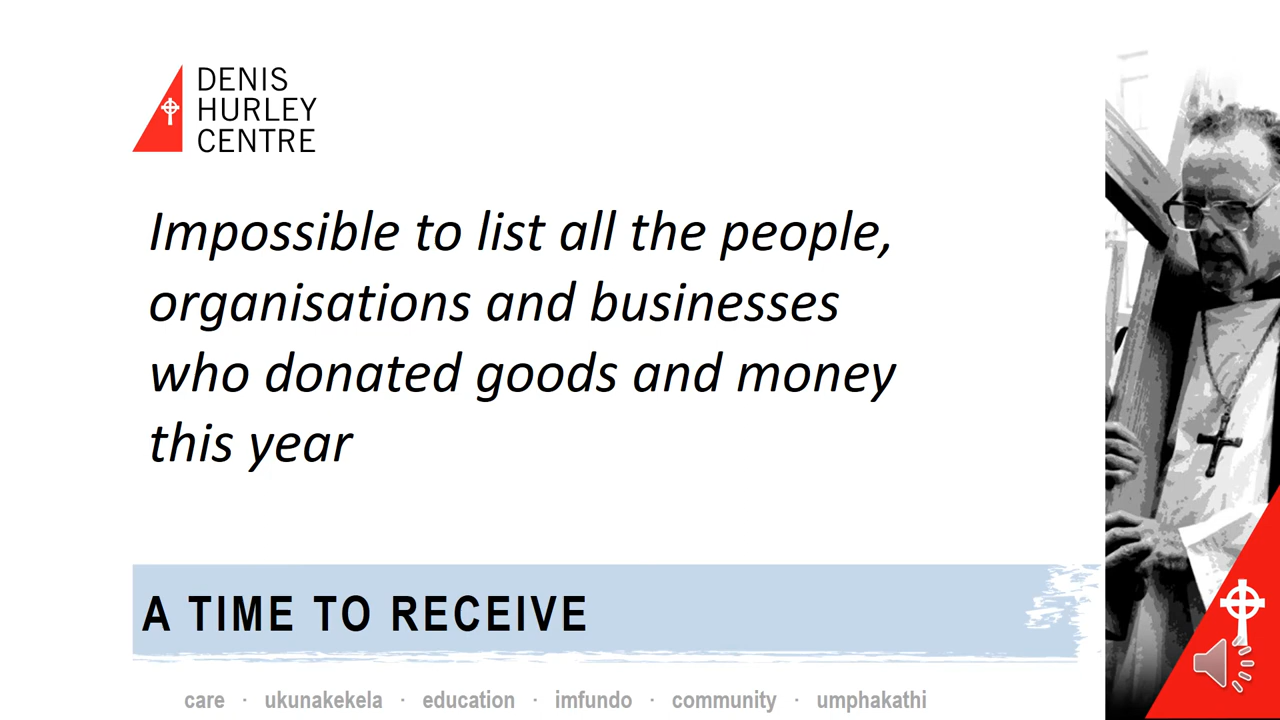 DENIS
HURLEY
CENTRE
Impossible to list all the people,
organisations and businesses
who donated goods and money
this year
A TIME TO RECEIVE
care · ukunakekela · education · imfundo · community · umphakathi